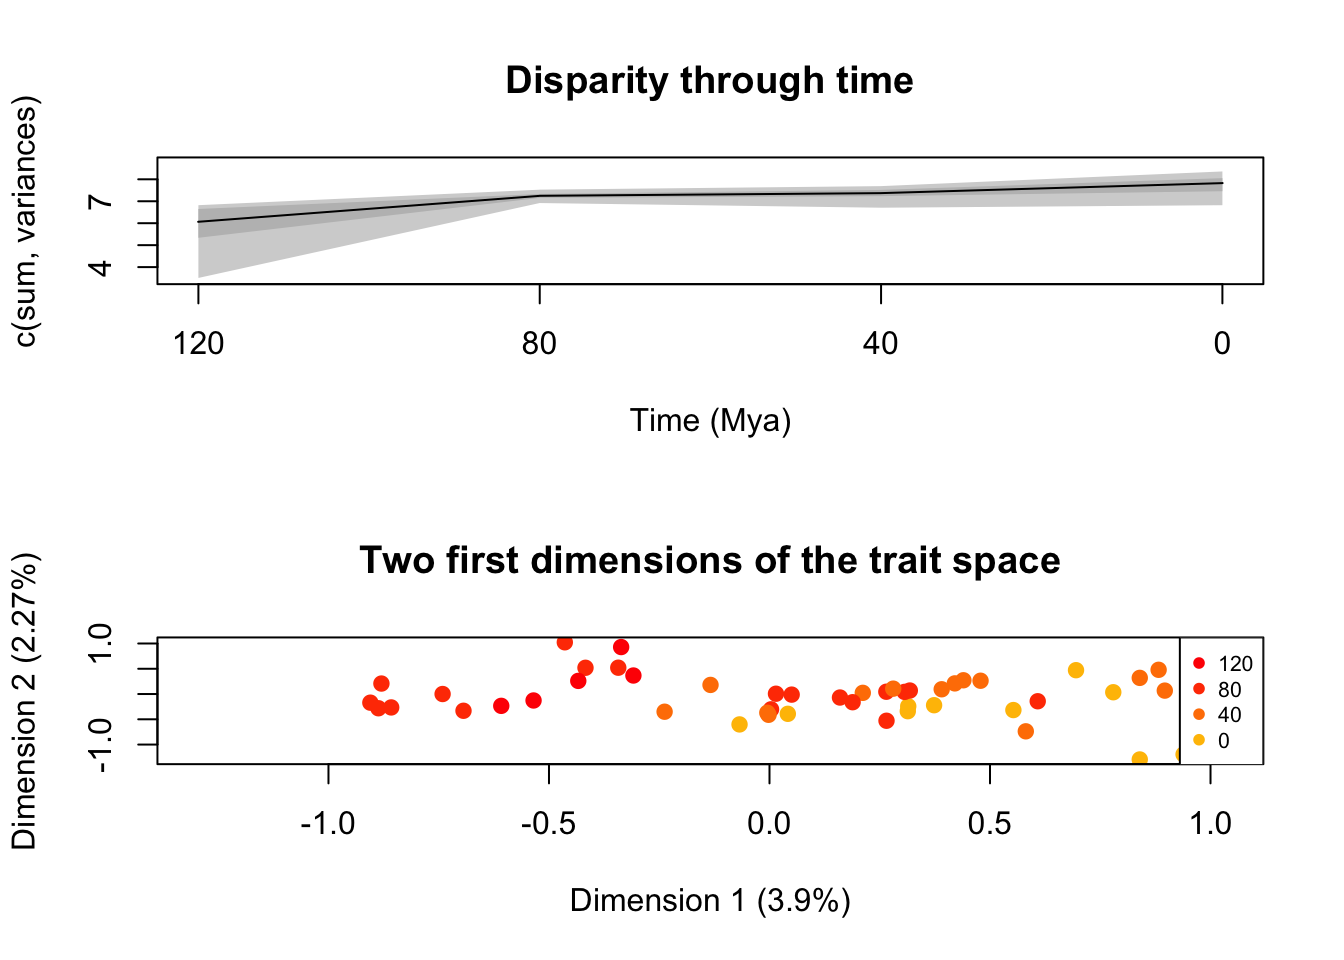 Disparity through time
c(sum, variances)
7
4
120 80 40 0
Time (Mya)
Two first dimensions of the trait space
Dimension 2 (2.27%)
1.0
-1.0
120
80
40
0
-1.0 -0.5 0.0 0.5 1.0
Dimension 1 (3.9%)